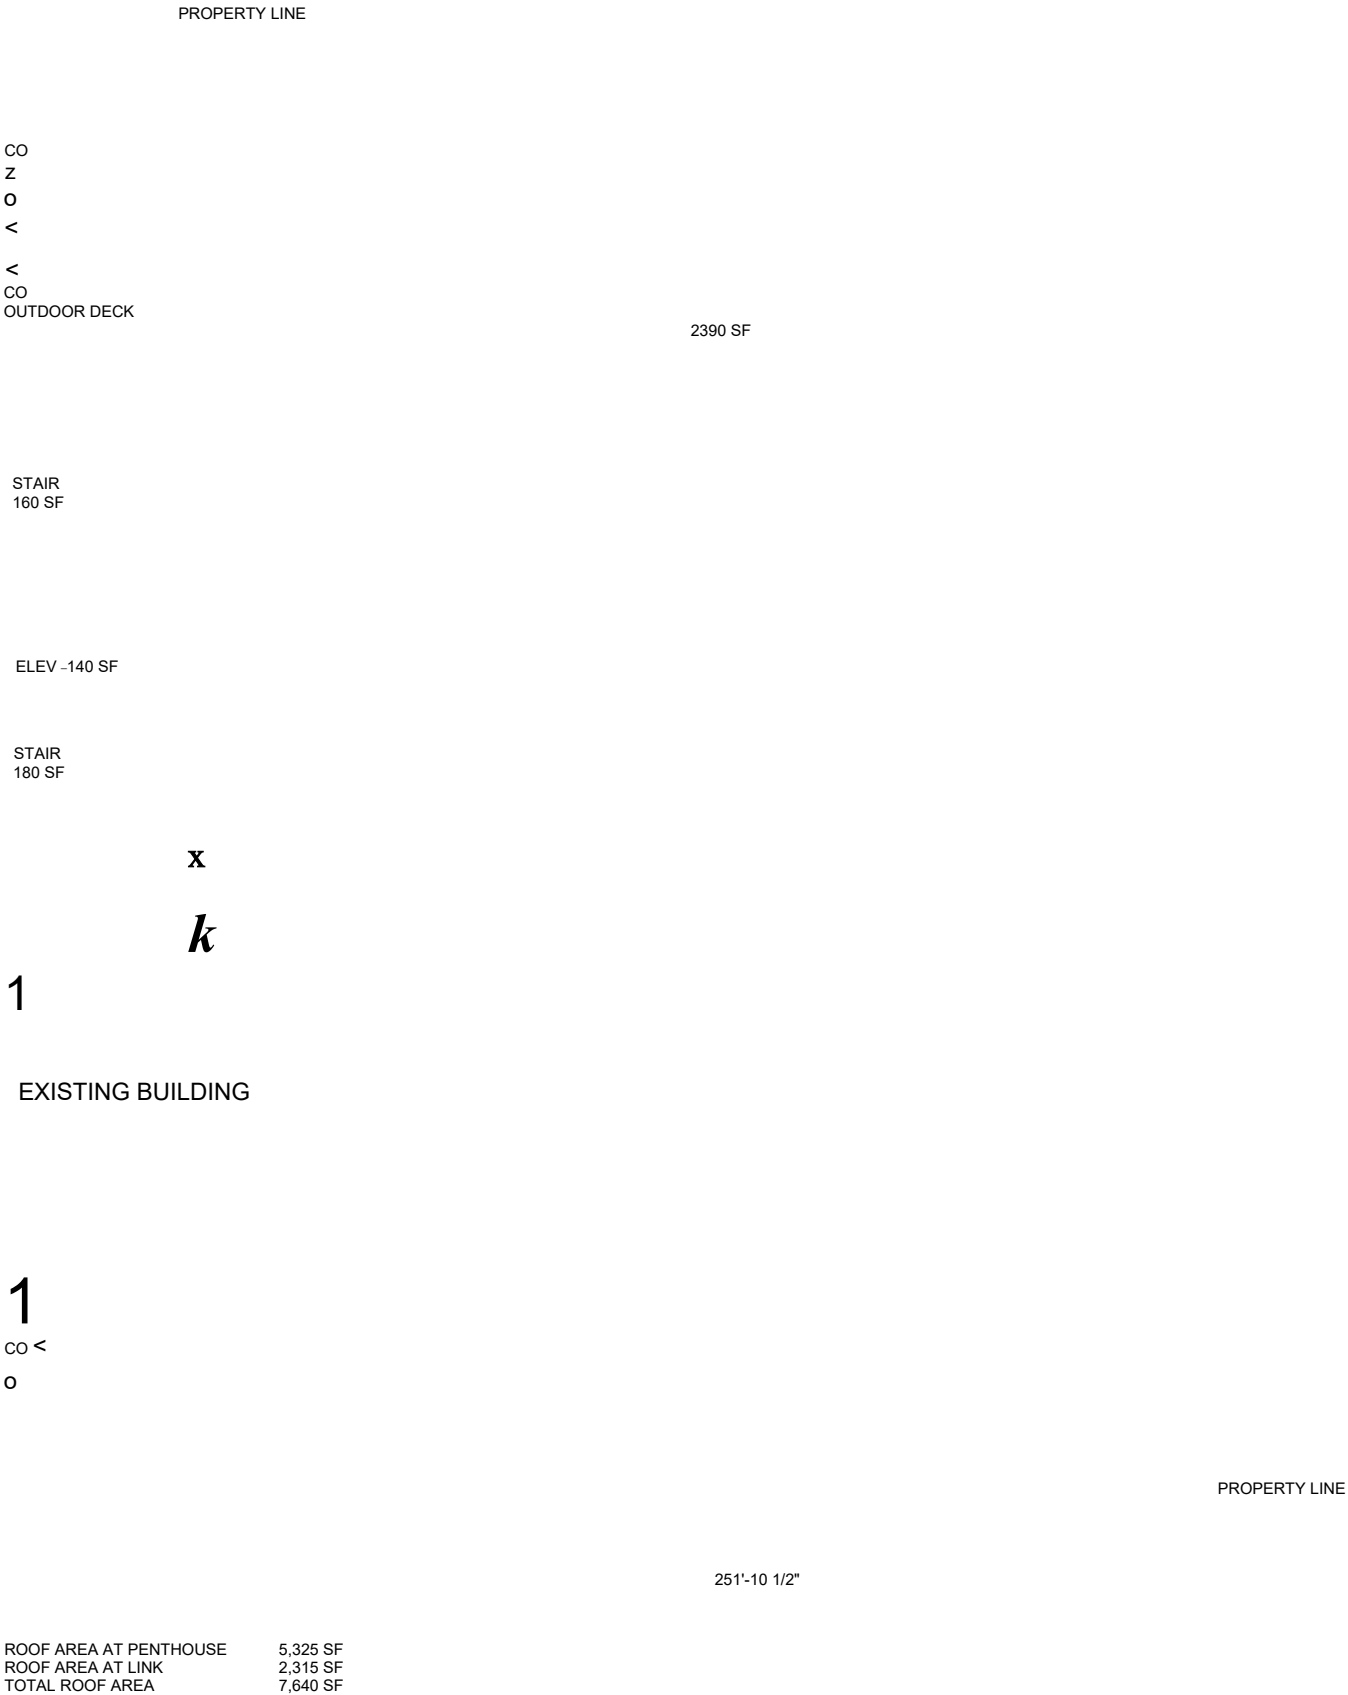 PROPERTY LINE
CO
z
o
<
<
CO
OUTDOOR DECK
2390 SF
STAIR
160 SF
ELEV –140 SF
STAIR
180 SF
x
k
1
EXISTING BUILDING
1
CO <
o
PROPERTY LINE
251'-10 1/2"
ROOF AREA AT PENTHOUSE 5,325 SF
ROOF AREA AT LINK 2,315 SF
TOTAL ROOF AREA 7,640 SF